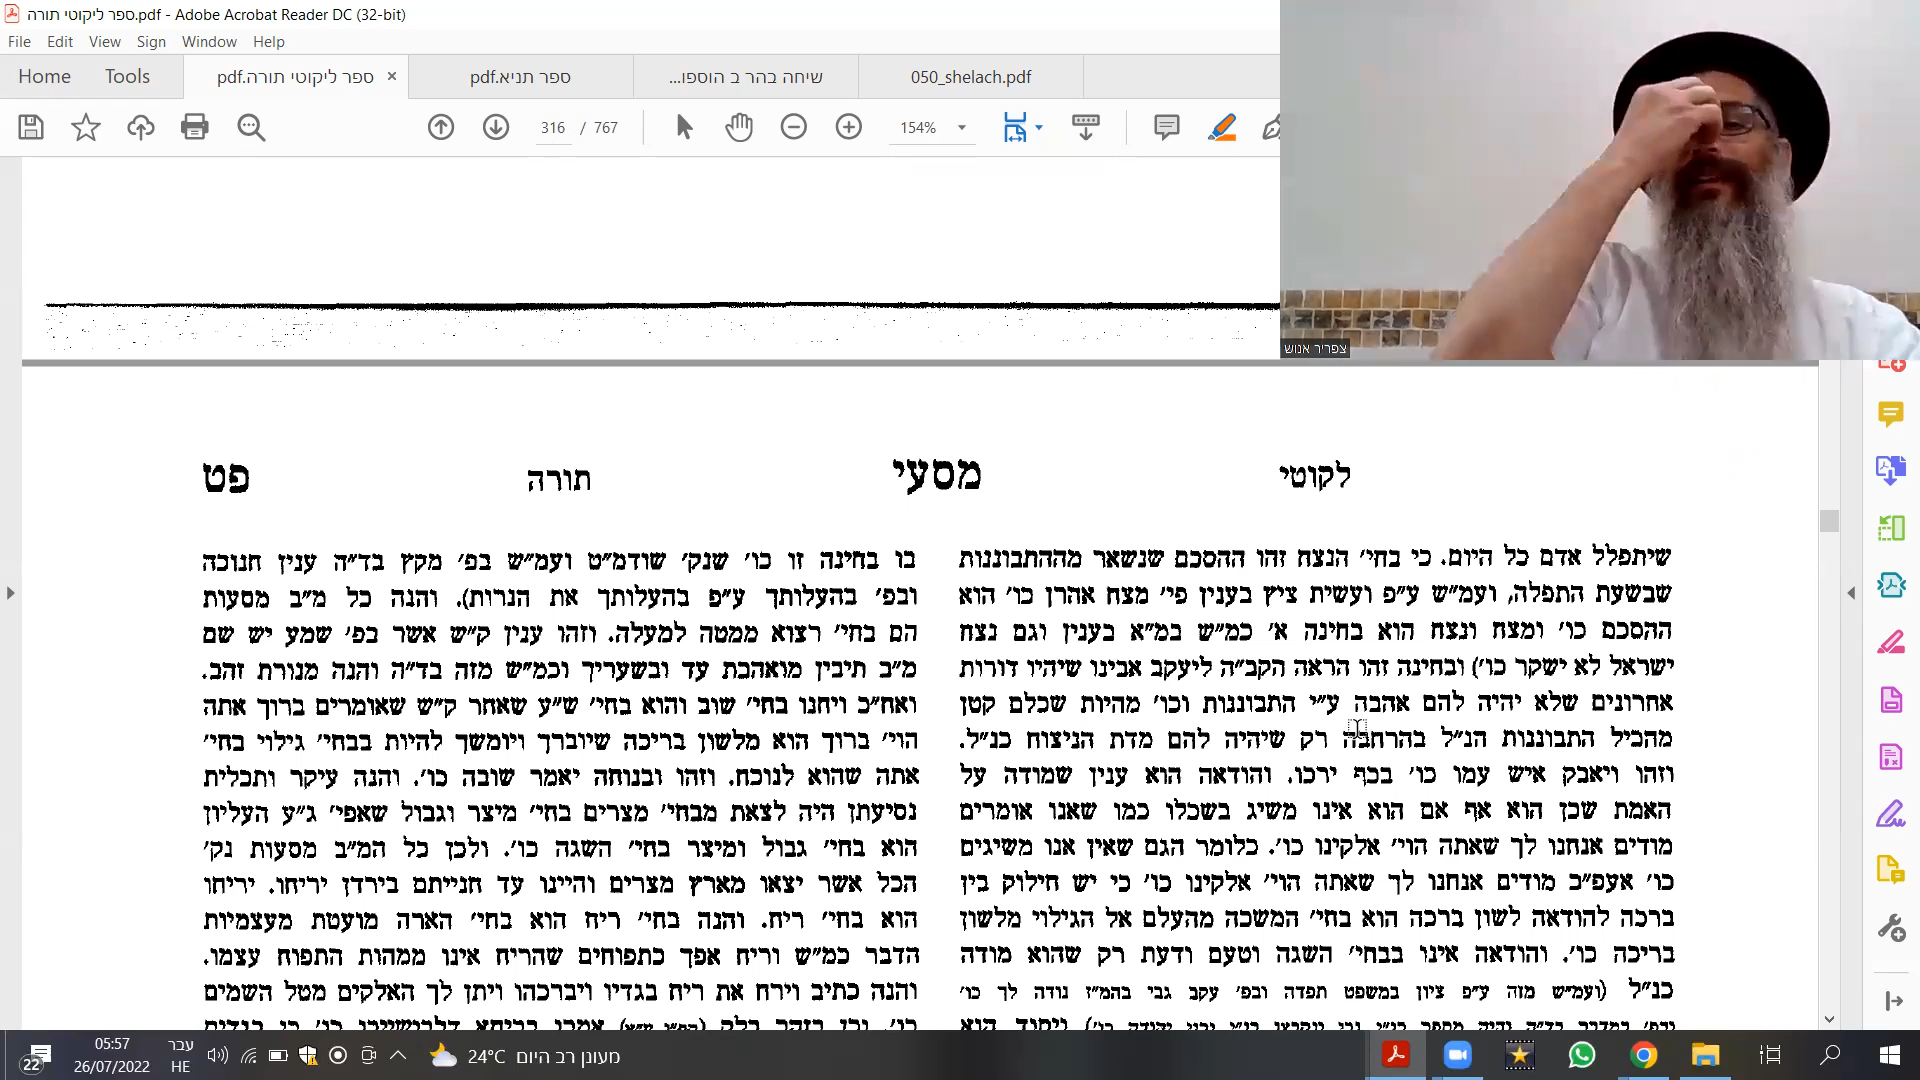 ספר ליקוטי תורה.pdf - Adobe Acrobat Reader DC (32-bit)
File Edit View Sign Window Help
Home Tools ספר ליקוטי תורה.pdf × ספר תניא.pdf שיחה בהר ב הוספו... 050_shelach.pdf
316 / 767 154%
צפריר אנוש
לקוטי מסעי תורה פט
שיתפלל אדם כל היום. כי בחי׳ הנצח זהו ההסכם שנשאר מההתבוננות
שבשעת התפלה, ועמ״ש ע״פ ועשית ציץ בענין פי׳ מצח אהרן כו׳ הוא
ההסכם כו׳ ומצח ונצח הוא בחינה א׳ כמ״ש במ״א בענין וגם נצח
ישראל לא ישקר כו׳) ובחינה זהו הראה הקב״ה ליעקב אבינו שיהיו דורות
אחרונים שלא יהיה להם אהבה ע״י התבוננות וכו׳ מהיות שכלם קטן
מהכיל התבוננות הנ״ל בהרחבה רק שיהיה להם מדת הניצוח כנ״ל.
וזהו ויאבק איש עמו כו׳ בכף ירכו. והודאה הוא ענין שמודה על
האמת שכן הוא אף אם הוא אינו משיג בשכלו כמו שאנו אומרים
מודים אנחנו לך שאתה הוי׳ אלקינו כו׳. כלומר הגם שאין אנו משיגים
כו׳ אעפ״כ מודים אנחנו לך שאתה הוי׳ אלקינו כו׳ כי יש חילוק בין
ברכה להודאה לשון ברכה הוא בחי׳ המשכה מהעלם אל הגילוי מלשון
בריכה כו׳. והודאה אינו בבחי׳ השגה וטעם ודעת רק שהוא מודה
כנ״ל (ועמ״ש מזה ע״פ ציון במשפט תפדה ובפ׳ עקב גבי בהמ״ז נודה לך כו׳
בו בחינה זו כו׳ שנק׳ שודמ״ט ועמ״ש בפ׳ מקץ בד״ה ענין חנוכה
ובפ׳ בהעלותך ע״פ בהעלותך את הנרות). והנה כל מ״ב מסעות
הם בחי׳ רצוא ממטה למעלה. וזהו ענין ק״ש אשר בפ׳ שמע יש שם
מ״ב תיבין מואהבת עד ובשעריך וכמ״ש מזה בד״ה והנה מנורת זהב.
ואח״כ ויחנו בחי׳ שוב והוא בחי׳ ש״ע שאחר ק״ש שאומרים ברוך אתה
הוי׳ ברוך הוא מלשון בריכה שיוברך ויומשך להיות בבחי׳ גילוי בחי׳
אתה שהוא לנוכח. וזהו ובנוחה יאמר שובה כו׳. והנה עיקר ותכלית
נסיעתן היה לצאת מבחי׳ מצרים בחי׳ מיצר וגבול שאפי׳ ג״ע העליון
הוא בחי׳ גבול ומיצר בחי׳ השגה כו׳. ולכן כל המ״ב מסעות נק׳
הכל אשר יצאו מארץ מצרים והיינו עד חנייתם בירדן יריחו. יריחו
הוא בחי׳ ריח. והנה בחי׳ ריח הוא בחי׳ הארה מועטת מעצמיות
הדבר כמ״ש וריח אפך כתפוחים שהריח אינו ממהות התפוח עצמו.
והנה כתיב וירח את ריח בגדיו ויברכהו ויתן לך האלקים מטל השמים
22 05:57 26/07/2022 עבר HE 24°C מעונן רב היום